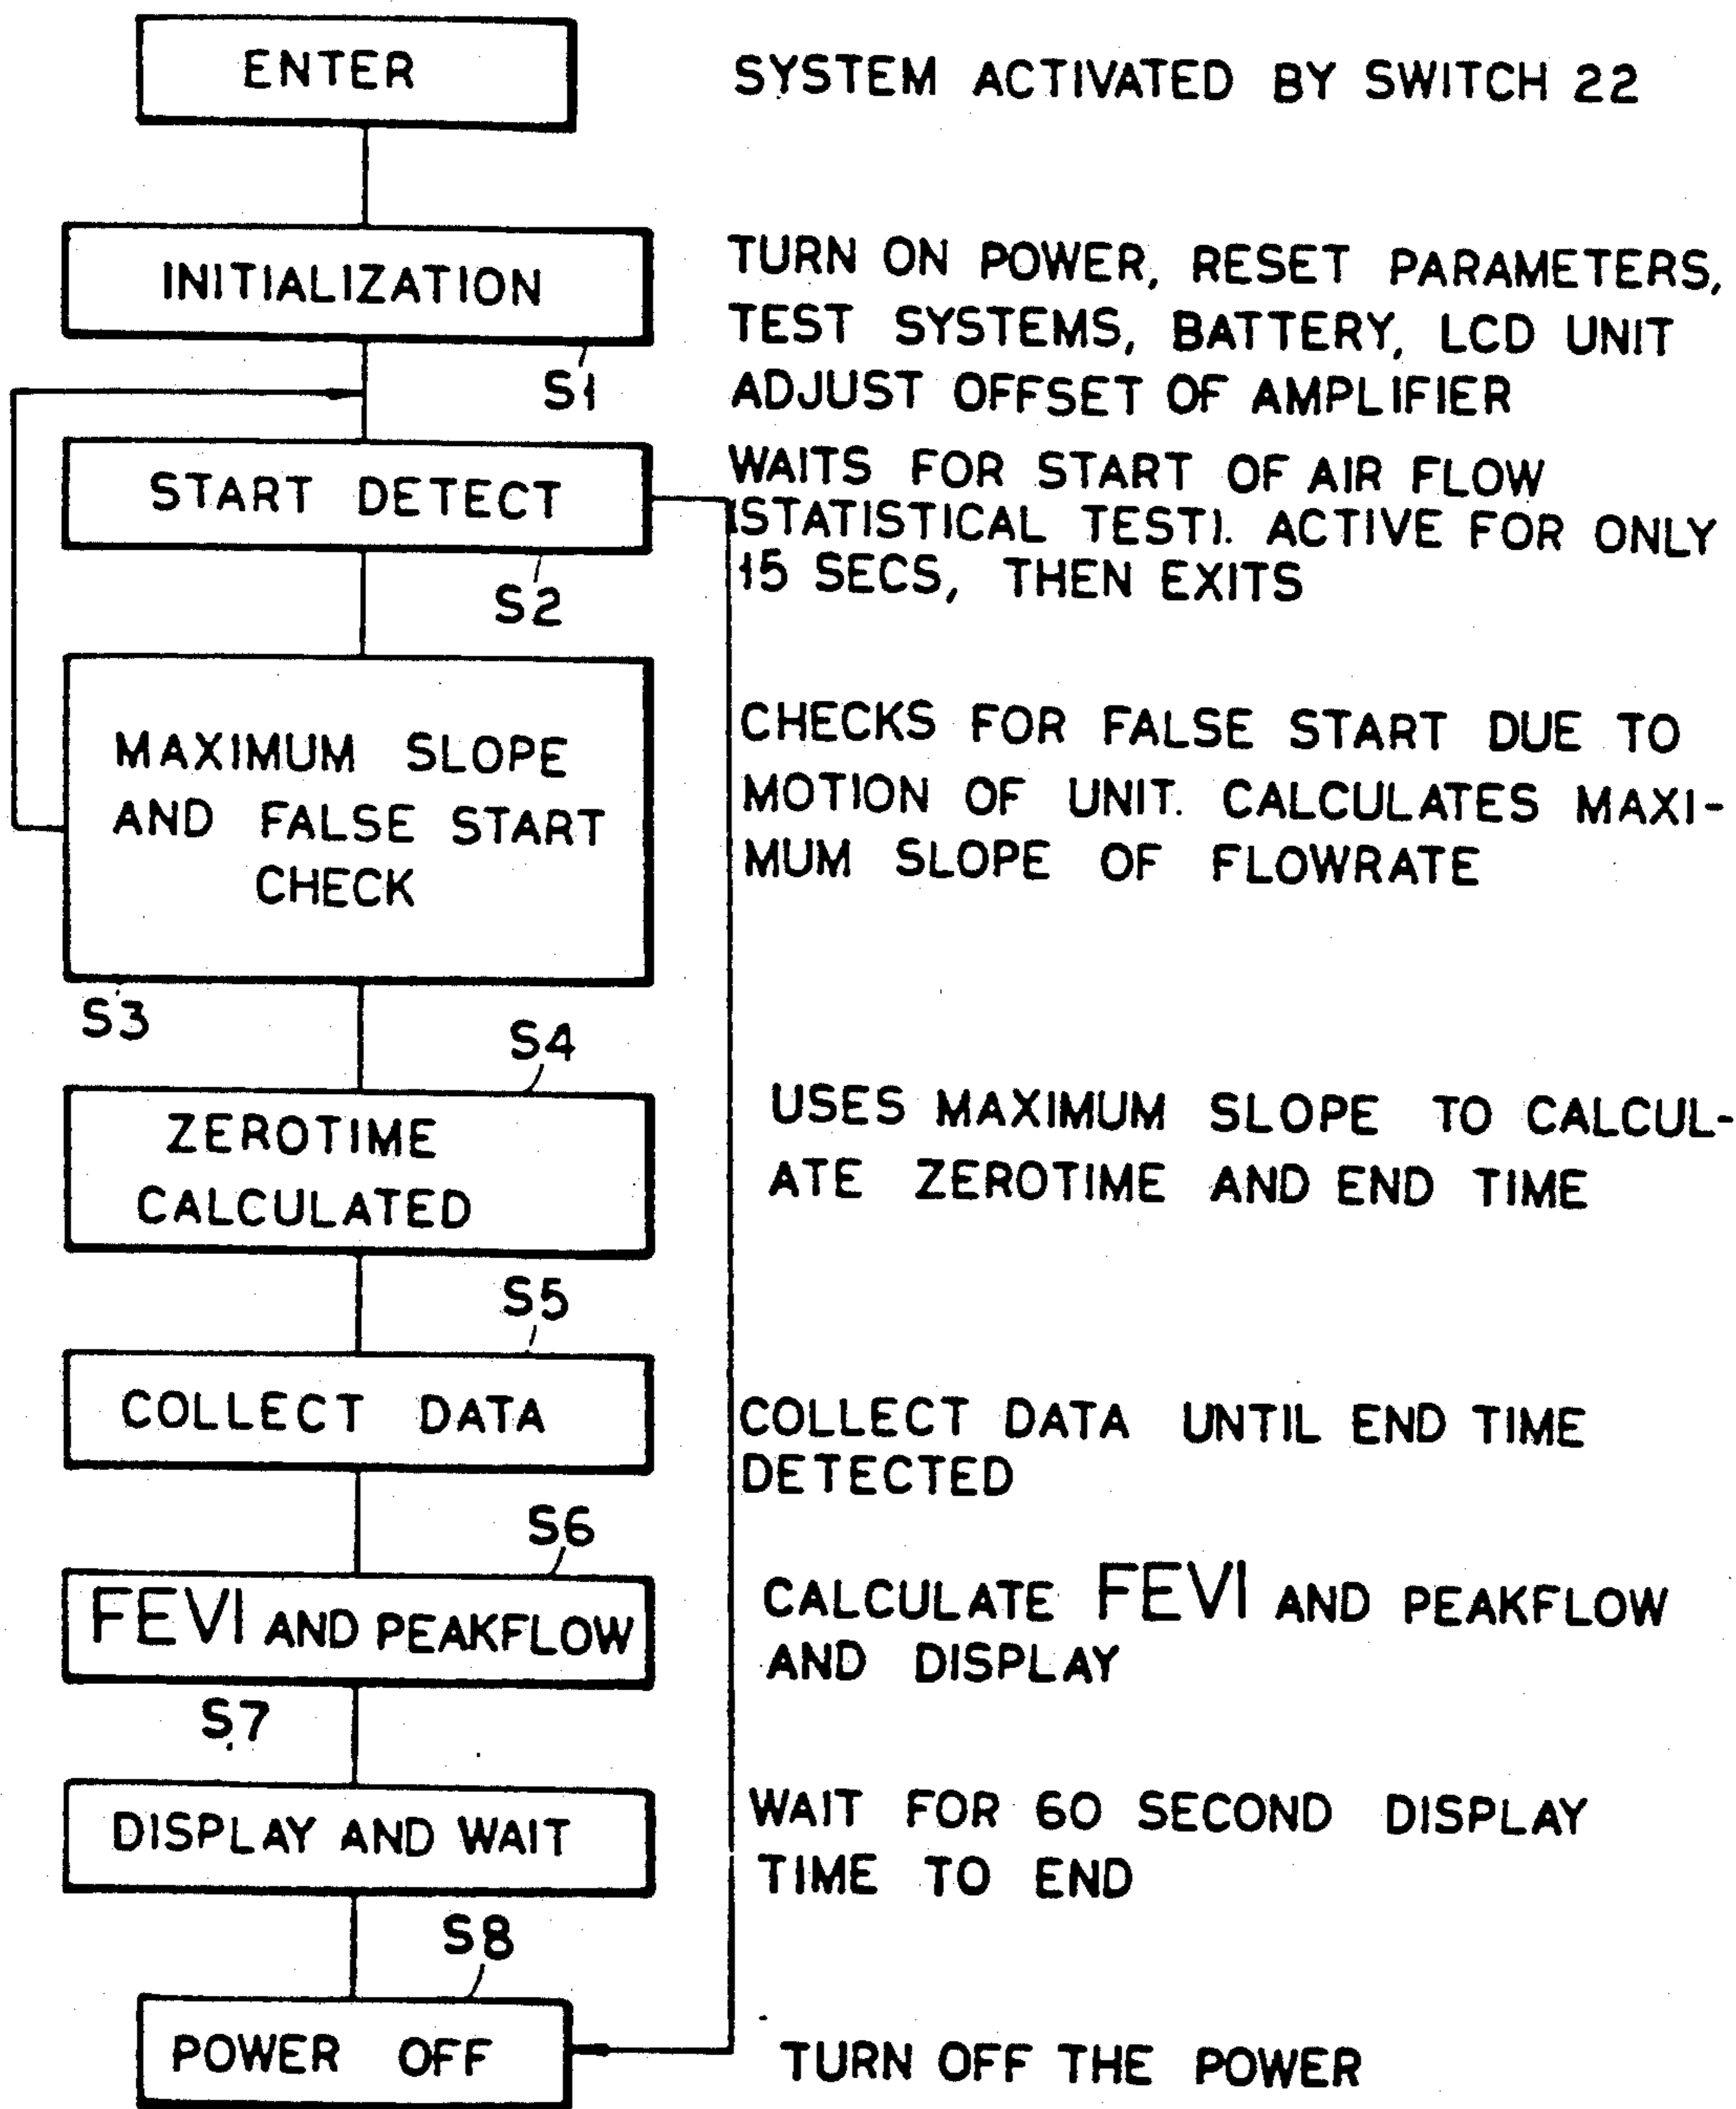 ENTER
SYSTEM ACTIVATED BY SWITCH 22
INITIALIZATION
S1
TURN ON POWER, RESET PARAMETERS,
TEST SYSTEMS, BATTERY, LCD UNIT
ADJUST OFFSET OF AMPLIFIER
START DETECT
S2
WAITS FOR START OF AIR FLOW
(STATISTICAL TEST). ACTIVE FOR ONLY
15 SECS, THEN EXITS
MAXIMUM SLOPE
AND FALSE START
CHECK
S3
CHECKS FOR FALSE START DUE TO
MOTION OF UNIT. CALCULATES MAXI-
MUM SLOPE OF FLOWRATE
S4
ZEROTIME
CALCULATED
USES MAXIMUM SLOPE TO CALCUL-
ATE ZEROTIME AND END TIME
S5
COLLECT DATA
COLLECT DATA UNTIL END TIME
DETECTED
S6
FEV1 AND PEAKFLOW
CALCULATE FEV1 AND PEAKFLOW
AND DISPLAY
S7
DISPLAY AND WAIT
WAIT FOR 60 SECOND DISPLAY
TIME TO END
S8
POWER OFF
TURN OFF THE POWER